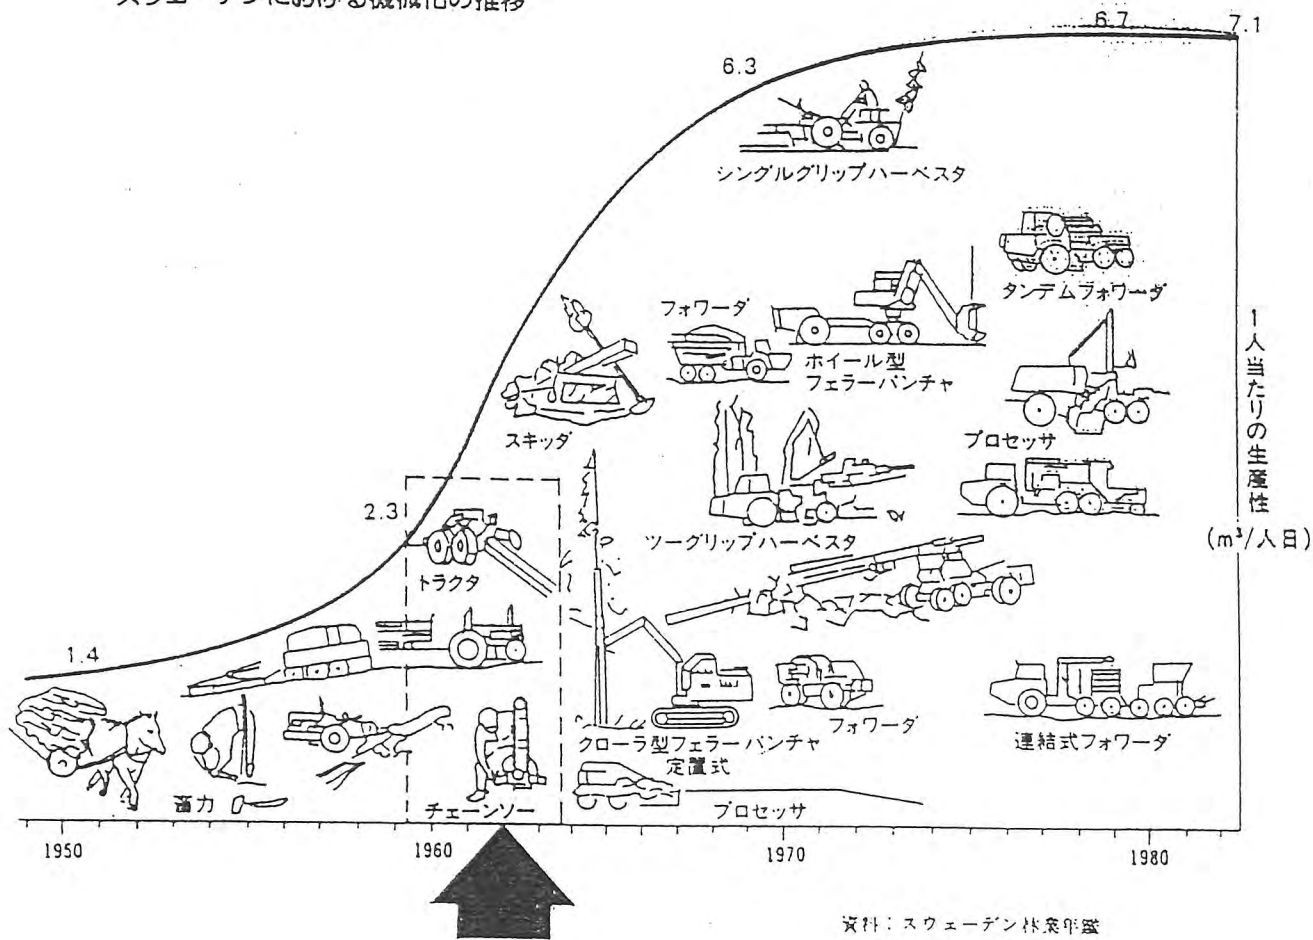 スウェーデンにおける機械化の推移
6.7
7.1
6.3
シングルグリップハーベスタ
タンデムフォワーダ
フォワーダ
ホイール型
フェラーバンチャ
スキッダ
プロセッサ
1人当たりの生産性
(m³/人日)
2.3
トラクタ
ツーグリップハーベスタ
1.4
フォワーダ
クローラ型フェラーバンチャ
定置式
連結式フォワーダ
畜力
チェーンソー
プロセッサ
1950
1960
1970
1980
資料：スウェーデン林業年鑑